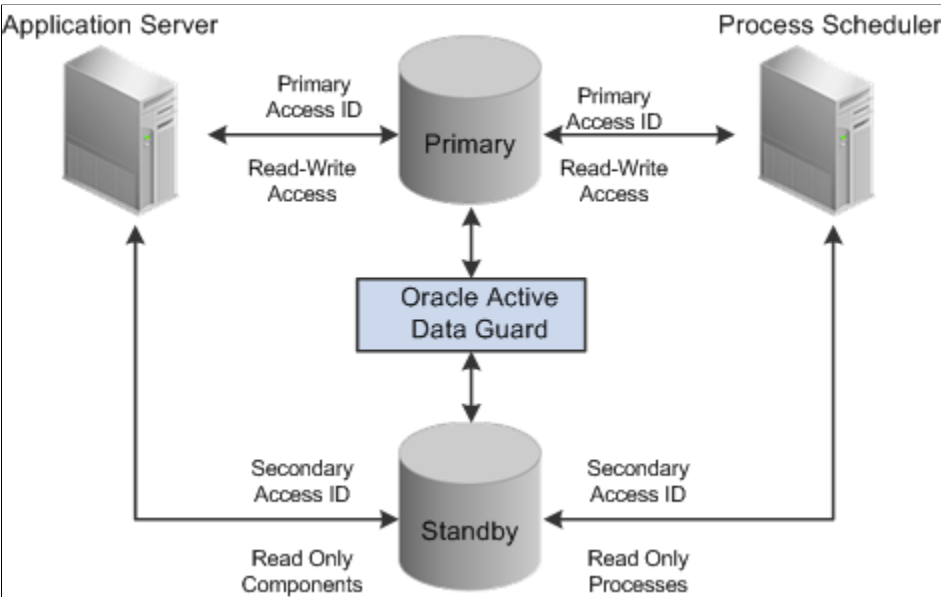 Application Server
Process Scheduler
Primary
Access ID
Read-Write
Access
Primary
Primary
Access ID
Read-Write
Access
Oracle Active
Data Guard
Secondary
Access ID
Read Only
Components
Standby
Secondary
Access ID
Read Only
Processes